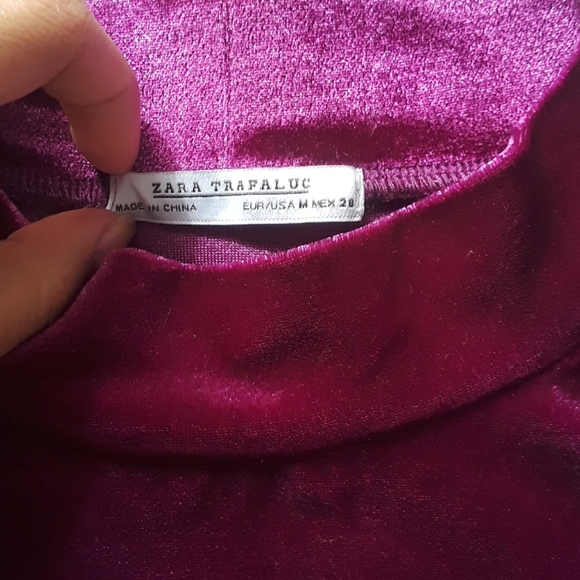 ZARA TRAFALUC
MADE IN CHINA EUR/USA M MEX 28